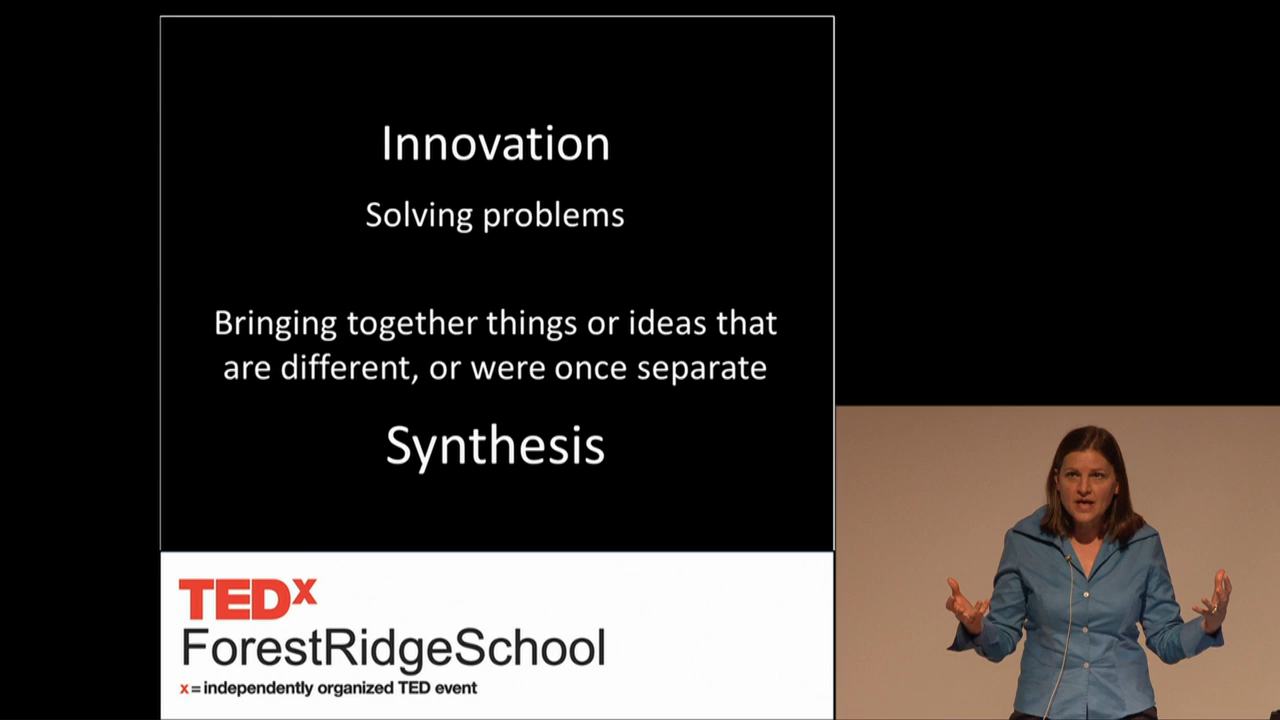 Innovation
Solving problems
Bringing together things or ideas that
are different, or were once separate
Synthesis
TEDx
ForestRidgeSchool
x = independently organized TED event